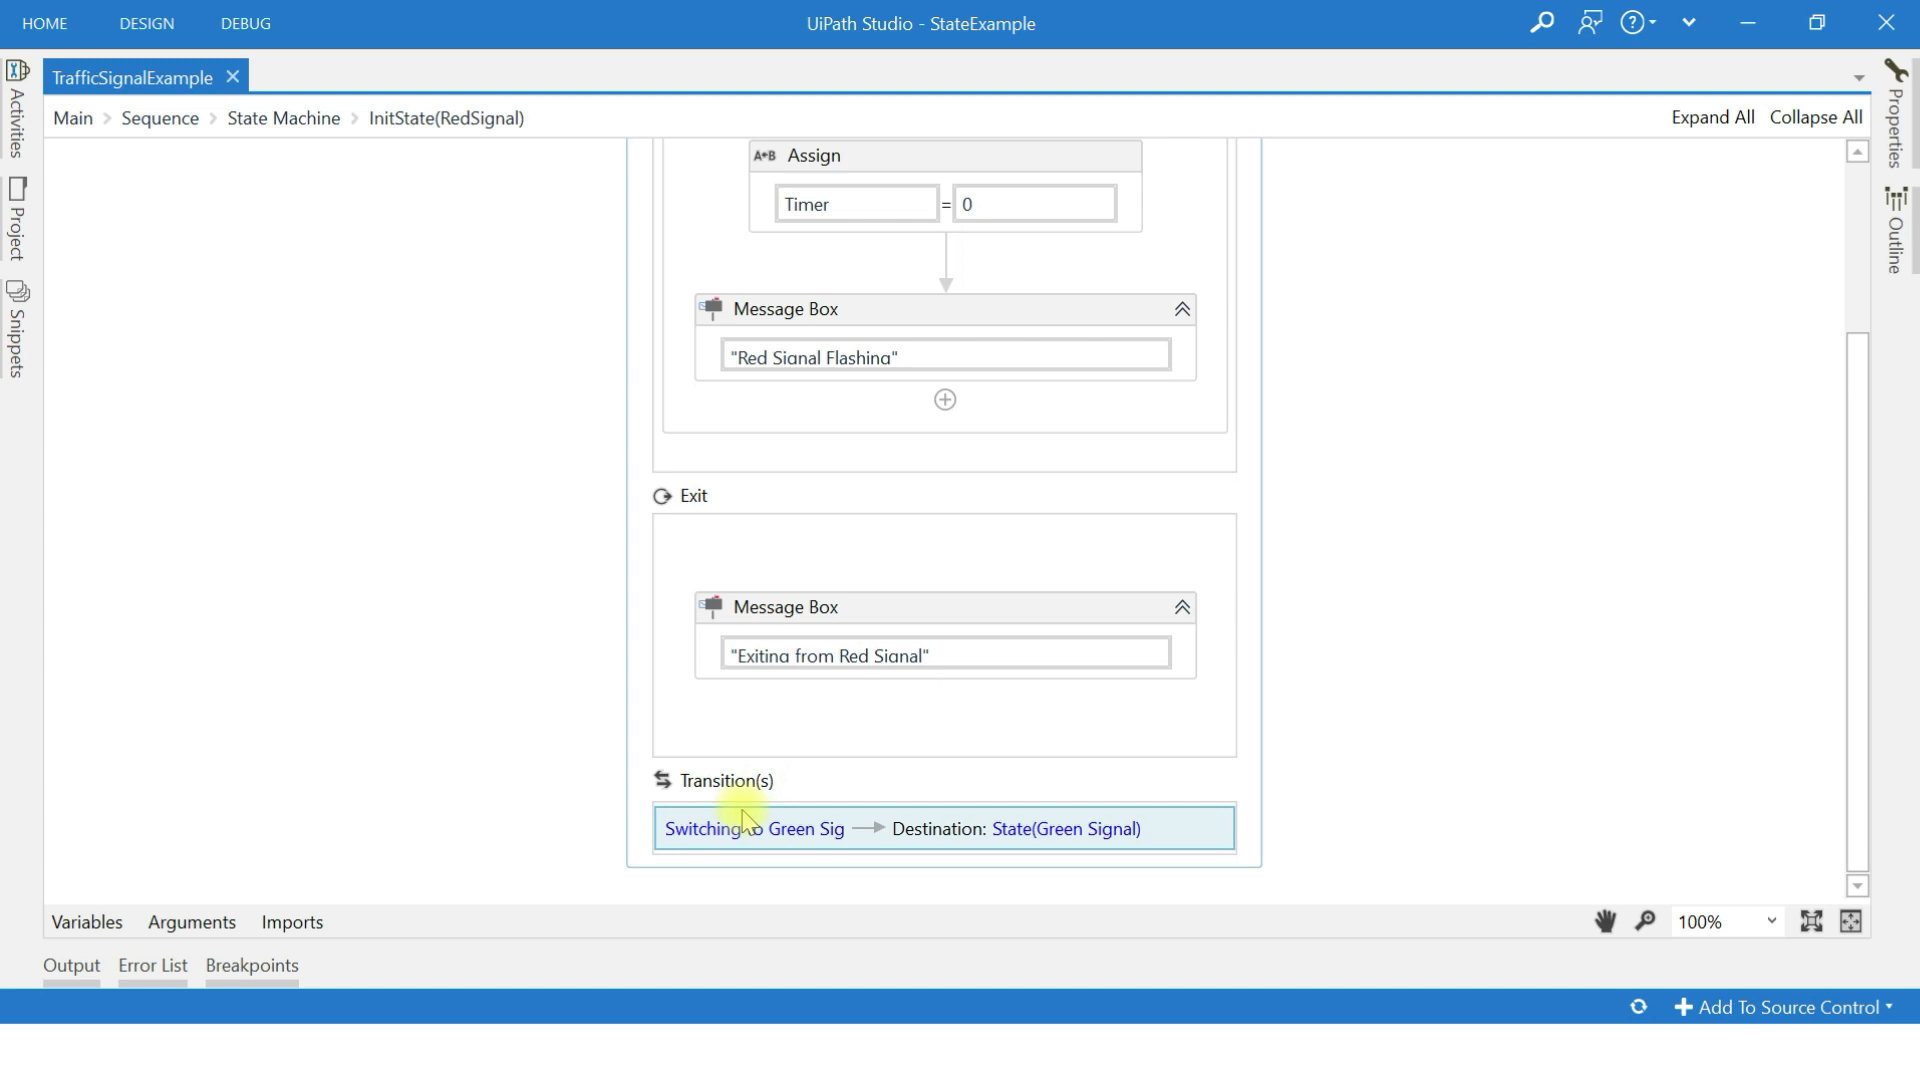 HOME DESIGN DEBUG UiPath Studio - StateExample
TrafficSignalExample
Activities
Project
Snippets
Main > Sequence > State Machine > InitState(RedSignal) Expand All Collapse All
Properties
Outline
A+B Assign
Timer = 0
Message Box
"Red Signal Flashing"
Exit
Message Box
"Exiting from Red Signal"
Transition(s)
Switching to Green Sig Destination: State(Green Signal)
Variables Arguments Imports 100%
Output Error List Breakpoints
Add To Source Control